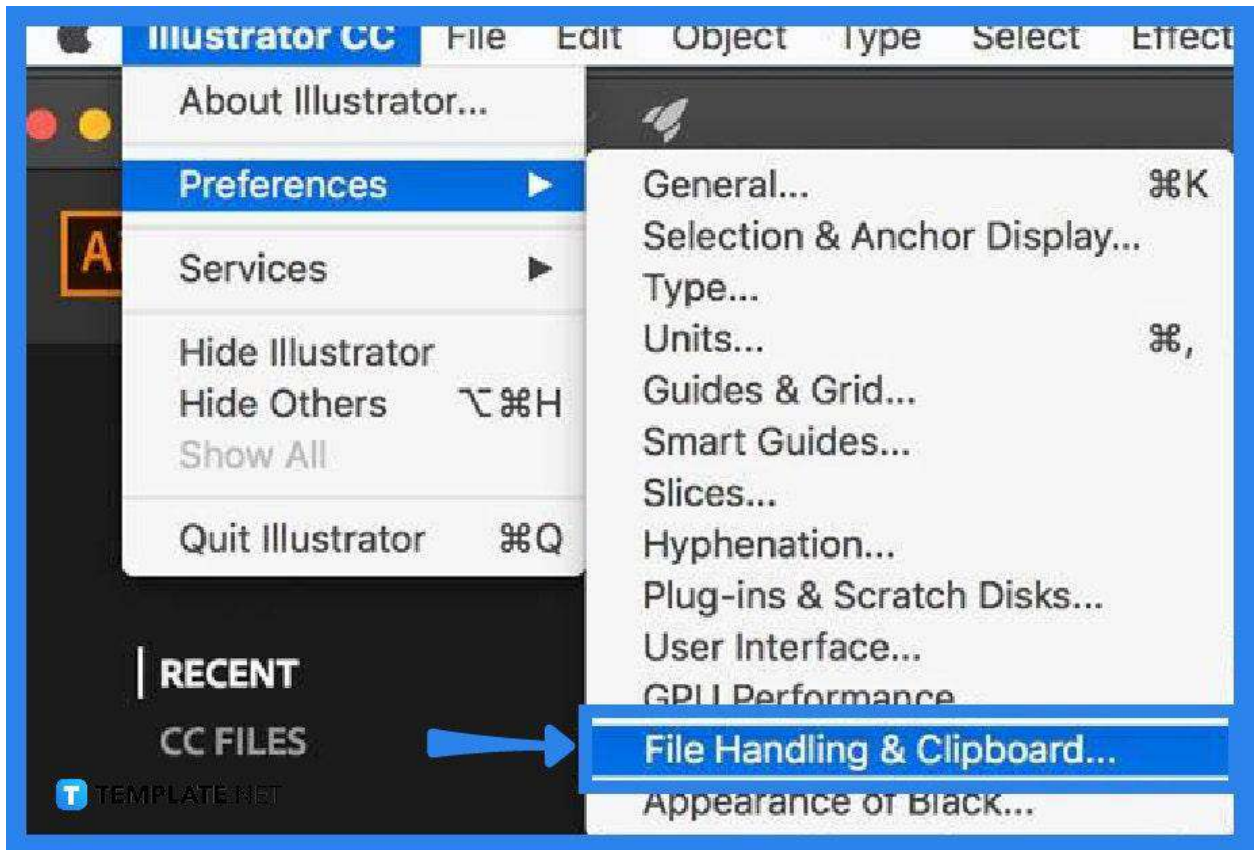 Illustrator CC File Edit Object Type Select Effect
About Illustrator...
Preferences
Services
Hide Illustrator
Hide Others ⌥⌘H
Show All
Quit Illustrator ⌘Q
General... ⌘K
Selection & Anchor Display...
Type...
Units... ⌘,
Guides & Grid...
Smart Guides...
Slices...
Hyphenation...
Plug-ins & Scratch Disks...
User Interface...
GPU Performance
File Handling & Clipboard...
Appearance of Black...
Ai
RECENT
CC FILES
T TEMPLATE.NET